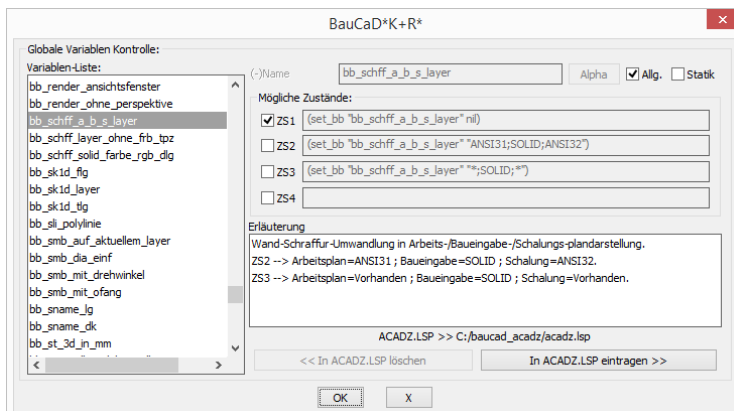 BauCaD*K+R*
Globale Variablen Kontrolle:
Variablen-Liste:
bb_render_ansichtsfenster
bb_render_ohne_perspektive
bb_schff_a_b_s_layer
bb_schff_layer_ohne_frb_tpz
bb_schff_solid_farbe_rgb_dlg
bb_sk1d_flg
bb_sk1d_layer
bb_sk1d_tlg
bb_sli_polylinie
bb_smb_auf_aktuellem_layer
bb_smb_dia_einf
bb_smb_mit_drehwinkel
bb_smb_mit_ofang
bb_sname_lg
bb_sname_dk
bb_st_3d_in_mm
(-)Name bb_schff_a_b_s_layer Alpha Allg. Statik
Mögliche Zustände:
ZS1 (set_bb "bb_schff_a_b_s_layer" nil)
ZS2 (set_bb "bb_schff_a_b_s_layer" "ANSI31;SOLID;ANSI32")
ZS3 (set_bb "bb_schff_a_b_s_layer" "*;SOLID;*")
ZS4
Erläuterung
Wand-Schraffur-Umwandlung in Arbeits-/Baueingabe-/Schalungs-plandarstellung.
ZS2 --> Arbeitsplan=ANSI31 ; Baueingabe=SOLID ; Schalung=ANSI32.
ZS3 --> Arbeitsplan=Vorhanden ; Baueingabe=SOLID ; Schalung=Vorhanden.
ACADZ.LSP >> C:/baucad_acadz/acadz.lsp
<< In ACADZ.LSP löschen In ACADZ.LSP eintragen >>
OK X